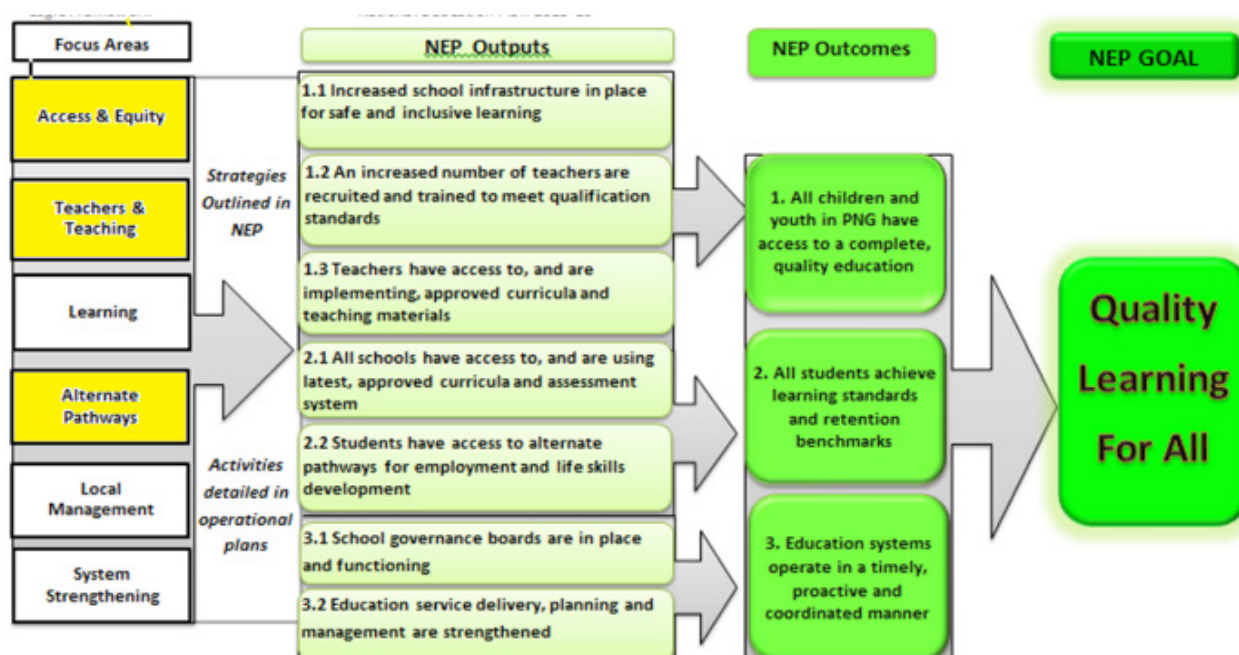 Focus Areas
NEP Outputs
NEP Outcomes
NEP GOAL
Access & Equity
Teachers &
Teaching
Learning
Alternate
Pathways
Local
Management
System
Strengthening
Strategies
Outlined in
NEP
Activities
detailed in
operational
plans
1.1 Increased school infrastructure in place
for safe and inclusive learning
1.2 An increased number of teachers are
recruited and trained to meet qualification
standards
1.3 Teachers have access to, and are
implementing, approved curricula and
teaching materials
2.1 All schools have access to, and are using
latest, approved curricula and assessment
system
2.2 Students have access to alternate
pathways for employment and life skills
development
3.1 School governance boards are in place
and functioning
3.2 Education service delivery, planning and
management are strengthened
1. All children and
youth in PNG have
access to a complete,
quality education
2. All students achieve
learning standards
and retention
benchmarks
3. Education systems
operate in a timely,
proactive and
coordinated manner
Quality
Learning
For All